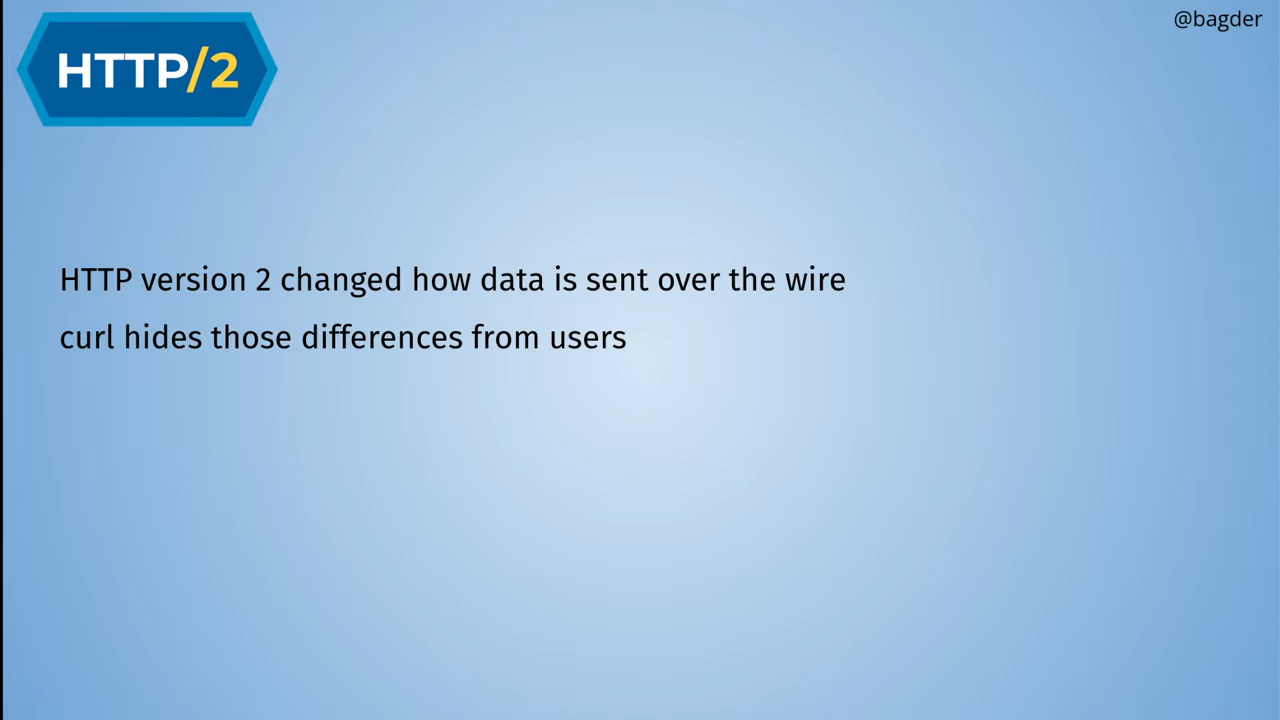 @bagder
HTTP/2
HTTP version 2 changed how data is sent over the wire
curl hides those differences from users